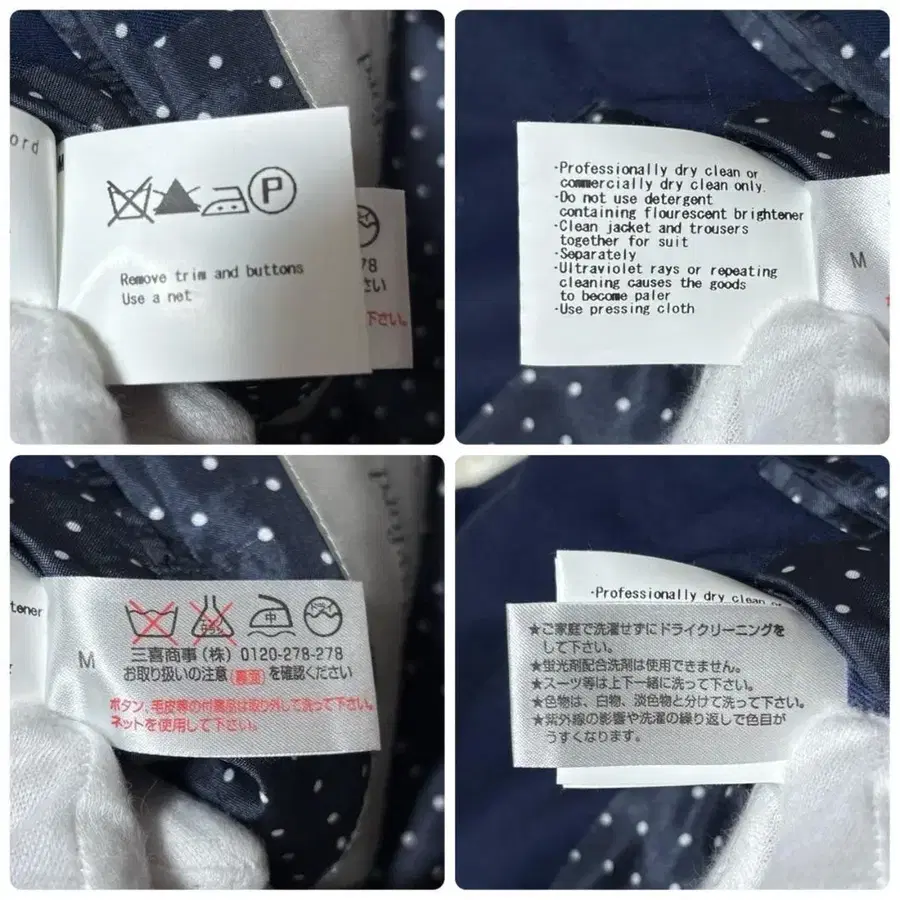 ord
P
Remove trim and buttons
Use a net
78
さい
下さい。
·Professionally dry clean or
commercially dry clean only.
·Do not use detergent
containing flourescent brightener
·Clean jacket and trousers
together for suit
·Separately
·Ultraviolet rays or repeating
cleaning causes the goods
to become paler
·Use pressing cloth
M
tener
M
中
三喜商事(株) 0120-278-278
お取り扱いの注意(裏面)を確認ください
ボタン、毛皮等の付属品は取り外して洗って下さい。
ネットを使用して下さい。
·Professionally dry clean
★ご家庭で洗濯せずにドライクリーニングを
して下さい。
★蛍光剤配合洗剤は使用できません。
★スーツ等は上下一緒に洗って下さい。
★色物は、白物、淡色物と分けて洗って下さい。
★紫外線の影響や洗濯の繰り返しで色目が
うすくなります。